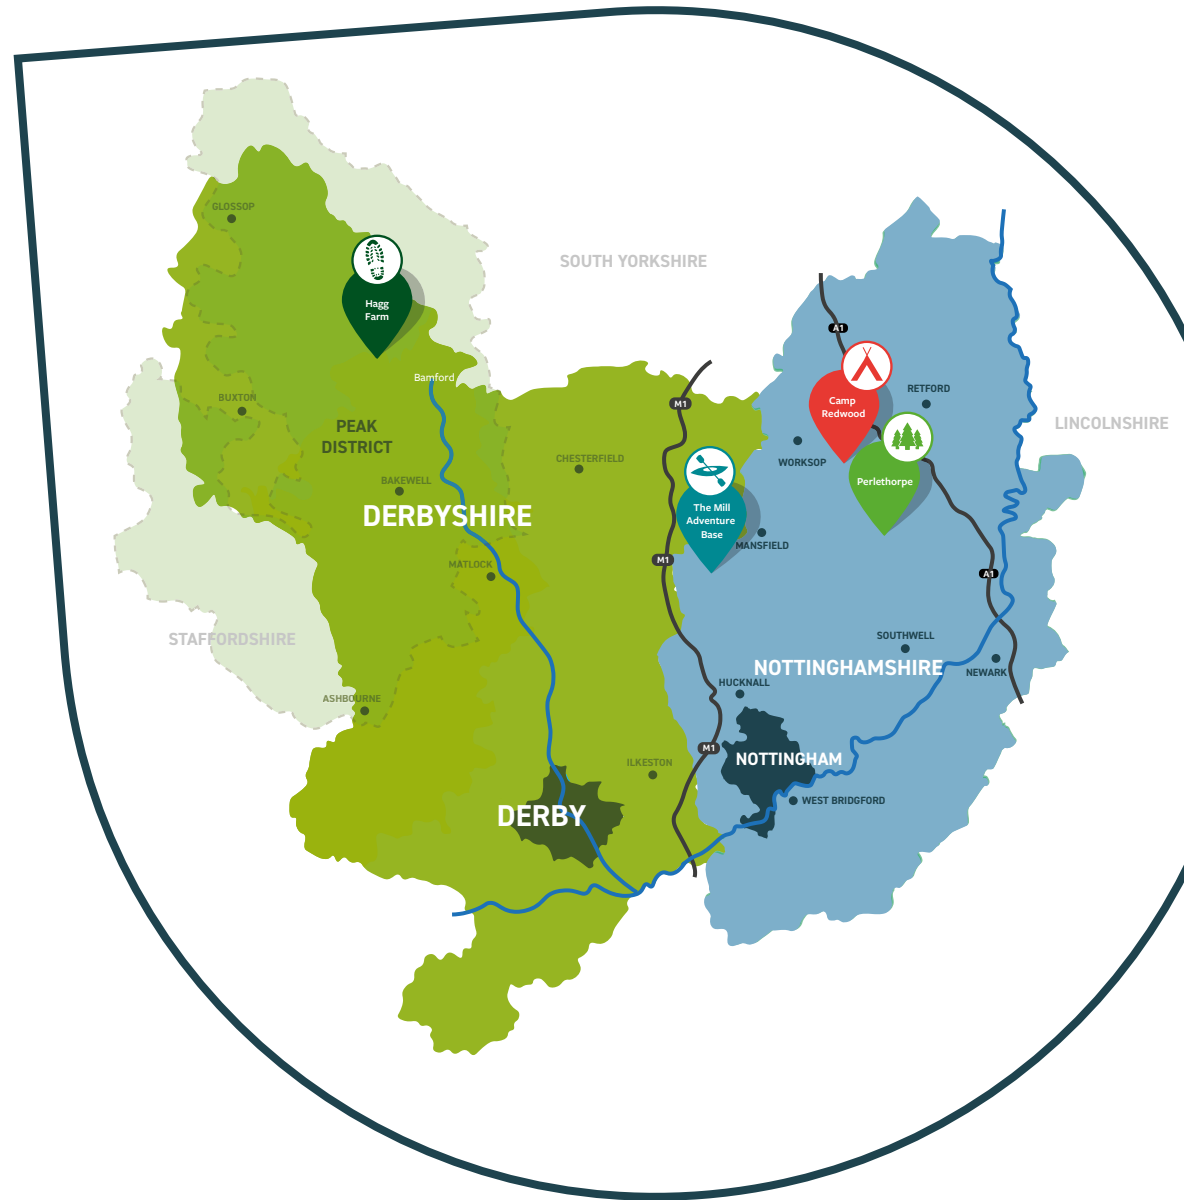 GLOSSOP
SOUTH YORKSHIRE
Hagg
Farm
A1
Bamford
RETFORD
BUXTON
M1
Camp
Redwood
LINCOLNSHIRE
PEAK
DISTRICT
CHESTERFIELD
WORKSOP
BAKEWELL
Perlethorpe
DERBYSHIRE
The Mill
Adventure
Base
MANSFIELD
M1
MATLOCK
A1
STAFFORDSHIRE
SOUTHWELL
NOTTINGHAMSHIRE
NEWARK
HUCKNALL
ASHBOURNE
M1
NOTTINGHAM
ILKESTON
WEST BRIDGFORD
DERBY